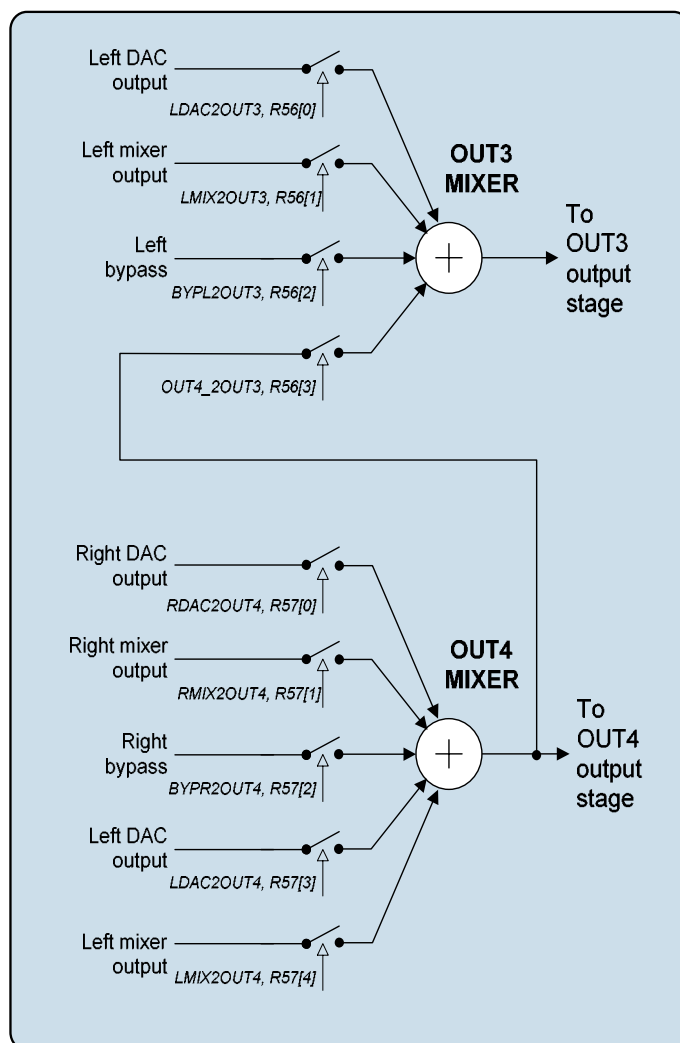 Left DAC
output
LDAC2OUT3, R56[0]
Left mixer
output
LMIX2OUT3, R56[1]
OUT3
MIXER
Left
bypass
BYPL2OUT3, R56[2]
+
To
OUT3
output
stage
OUT4_2OUT3, R56[3]
Right DAC
output
RDAC2OUT4, R57[0]
Right mixer
output
RMIX2OUT4, R57[1]
OUT4
MIXER
Right
bypass
BYPR2OUT4, R57[2]
+
To
OUT4
output
stage
Left DAC
output
LDAC2OUT4, R57[3]
Left mixer
output
LMIX2OUT4, R57[4]